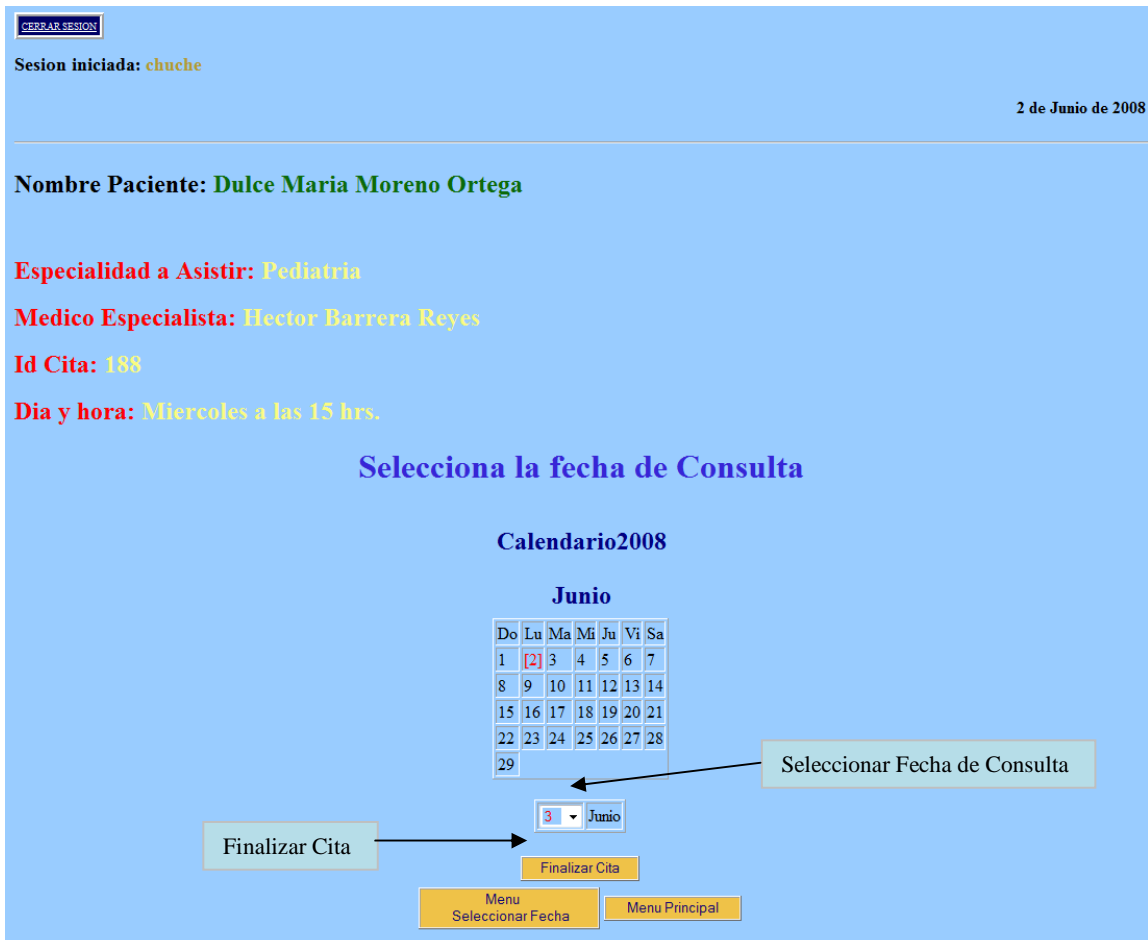 CERRAR SESION
Sesion iniciada: chuche
2 de Junio de 2008
Nombre Paciente: Dulce Maria Moreno Ortega
Especialidad a Asistir: Pediatria
Medico Especialista: Hector Barrera Reyes
Id Cita: 188
Dia y hora: Miercoles a las 15 hrs.
Selecciona la fecha de Consulta
Calendario2008
Junio
Do Lu Ma Mi Ju Vi Sa
1 [2] 3 4 5 6 7
8 9 10 11 12 13 14
15 16 17 18 19 20 21
22 23 24 25 26 27 28
29
Seleccionar Fecha de Consulta
3 Junio
Finalizar Cita
Finalizar Cita
Menu
Seleccionar Fecha
Menu Principal